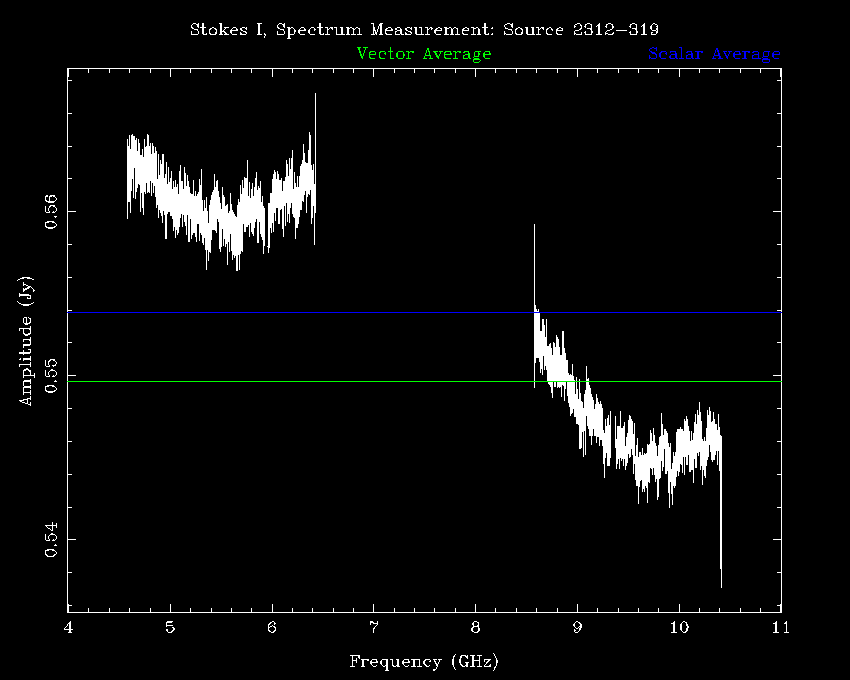 Stokes I, Spectrum Measurement: Source 2312−319
Vector Average Scalar Average
0.56
0.55
0.54
Amplitude (Jy)
4 5 6 7 8 9 10 11
Frequency (GHz)